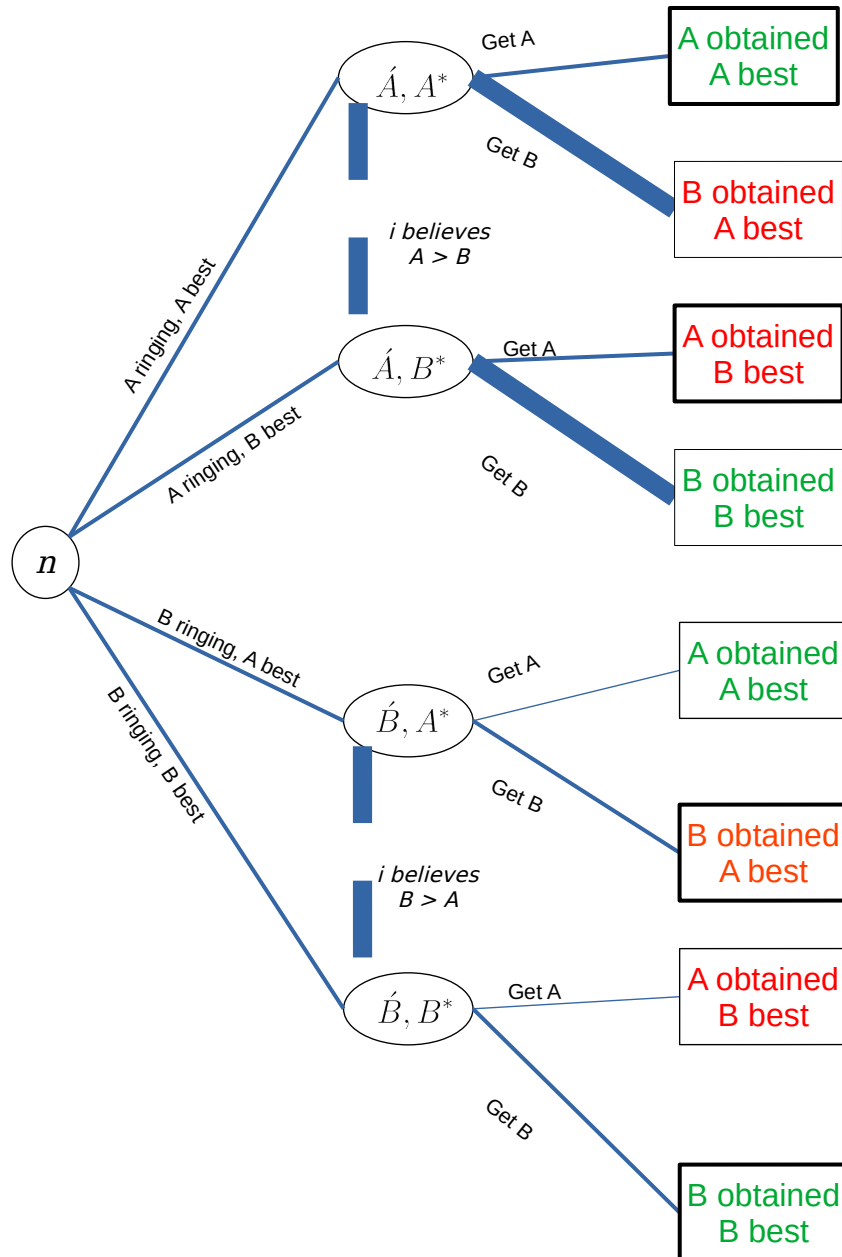 Get A
A obtained
A best
Á, A*
Get B
B obtained
A best
i believes
A > B
A ringing, A best
Get A
A obtained
B best
Á, B*
A ringing, B best
Get B
B obtained
B best
n
B ringing, A best
Get A
A obtained
A best
B́, A*
B ringing, B best
Get B
B obtained
A best
i believes
B > A
Get A
A obtained
B best
B́, B*
Get B
B obtained
B best